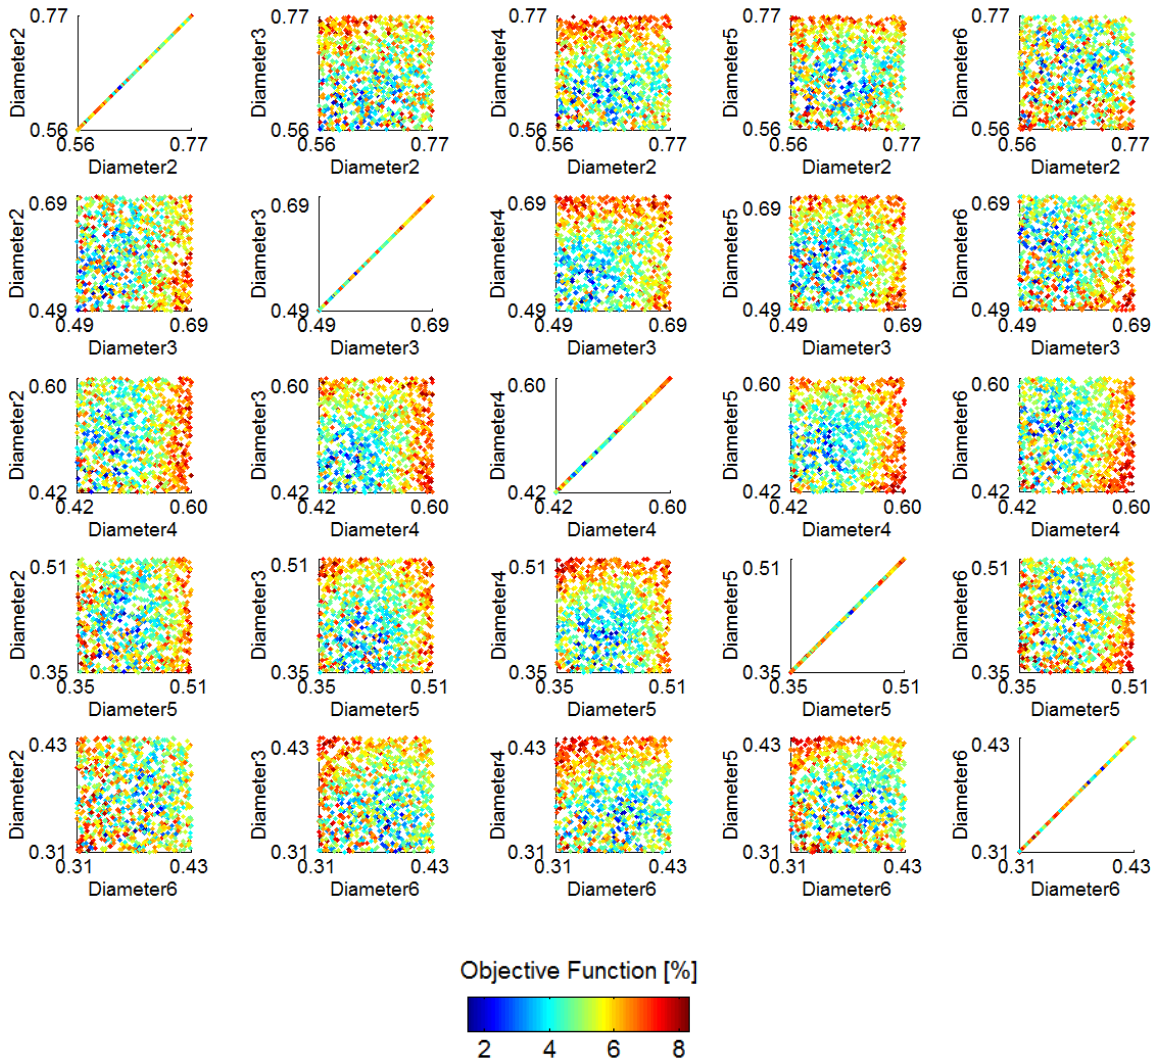 0.77 0.77 0.77 0.77 0.77
Diameter2 Diameter3 Diameter4 Diameter5 Diameter6
0.56 0.56 0.56 0.56 0.56
0.56 0.77 0.56 0.77 0.56 0.77 0.56 0.77 0.56 0.77
Diameter2 Diameter2 Diameter2 Diameter2 Diameter2
0.69 0.69 0.69 0.69 0.69
Diameter2 Diameter3 Diameter4 Diameter5 Diameter6
0.49 0.49 0.49 0.49 0.49
0.49 0.69 0.49 0.69 0.49 0.69 0.49 0.69 0.49 0.69
Diameter3 Diameter3 Diameter3 Diameter3 Diameter3
0.60 0.60 0.60 0.60 0.60
Diameter2 Diameter3 Diameter4 Diameter5 Diameter6
0.42 0.42 0.42 0.42 0.42
0.42 0.60 0.42 0.60 0.42 0.60 0.42 0.60 0.42 0.60
Diameter4 Diameter4 Diameter4 Diameter4 Diameter4
0.51 0.51 0.51 0.51 0.51
Diameter2 Diameter3 Diameter4 Diameter5 Diameter6
0.35 0.35 0.35 0.35 0.35
0.35 0.51 0.35 0.51 0.35 0.51 0.35 0.51 0.35 0.51
Diameter5 Diameter5 Diameter5 Diameter5 Diameter5
0.43 0.43 0.43 0.43 0.43
Diameter2 Diameter3 Diameter4 Diameter5 Diameter6
0.31 0.31 0.31 0.31 0.31
0.31 0.43 0.31 0.43 0.31 0.43 0.31 0.43 0.31 0.43
Diameter6 Diameter6 Diameter6 Diameter6 Diameter6
Objective Function [%]
2 4 6 8